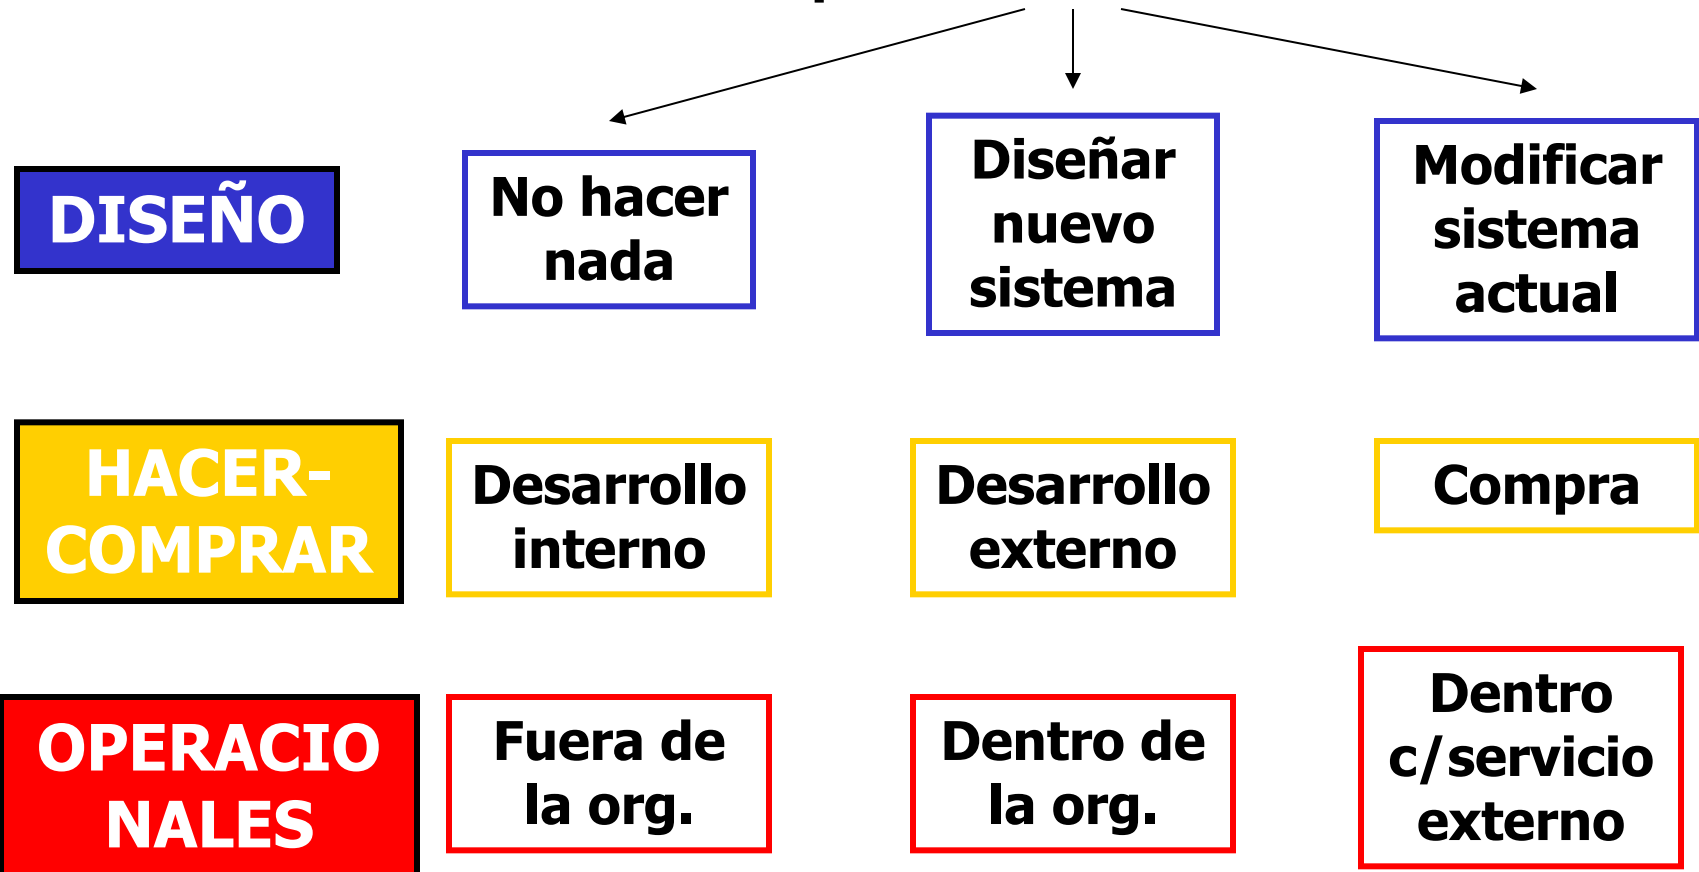 DISEÑO
No hacer
nada
Diseñar
nuevo
sistema
Modificar
sistema
actual
HACER-
COMPRAR
Desarrollo
interno
Desarrollo
externo
Compra
OPERACIO
NALES
Fuera de
la org.
Dentro de
la org.
Dentro
c/servicio
externo